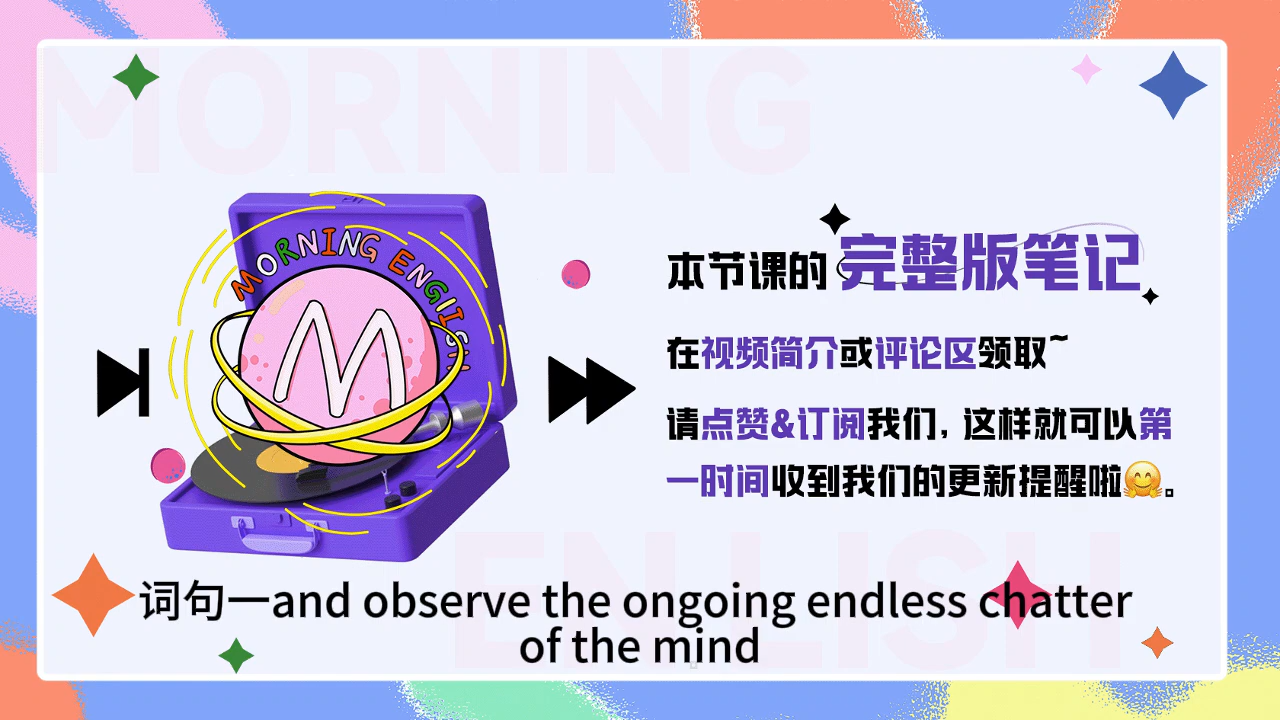 MORNING
MORNING ENGlISH
M
本节课的 完整版笔记
在视频简介或评论区领取~
请点赞&订阅我们, 这样就可以第
一时间收到我们的更新提醒啦🤗。
ENLISH
词句一and observe the ongoing endless chatter
of the mind